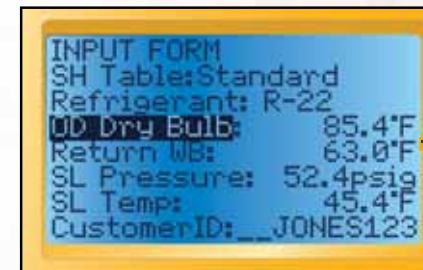 INPUT FORM
SH Table:Standard
Refrigerant: R-22
OD Dry Bulb: 85.4°F
Return WB: 63.0°F
SL Pressure: 52.4psig
SL Temp: 45.4°F
CustomerID:__JONES123